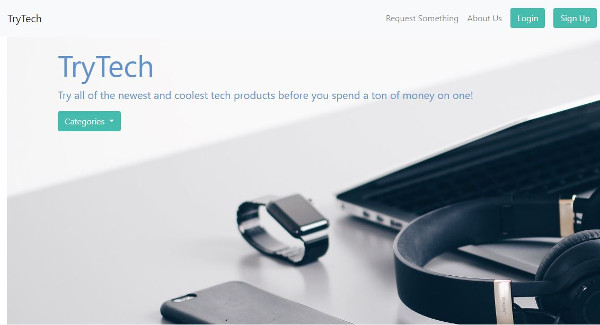 TryTech
Request Something
About Us
Login
Sign Up
TryTech
Try all of the newest and coolest tech products before you spend a ton of money on one!
Categories